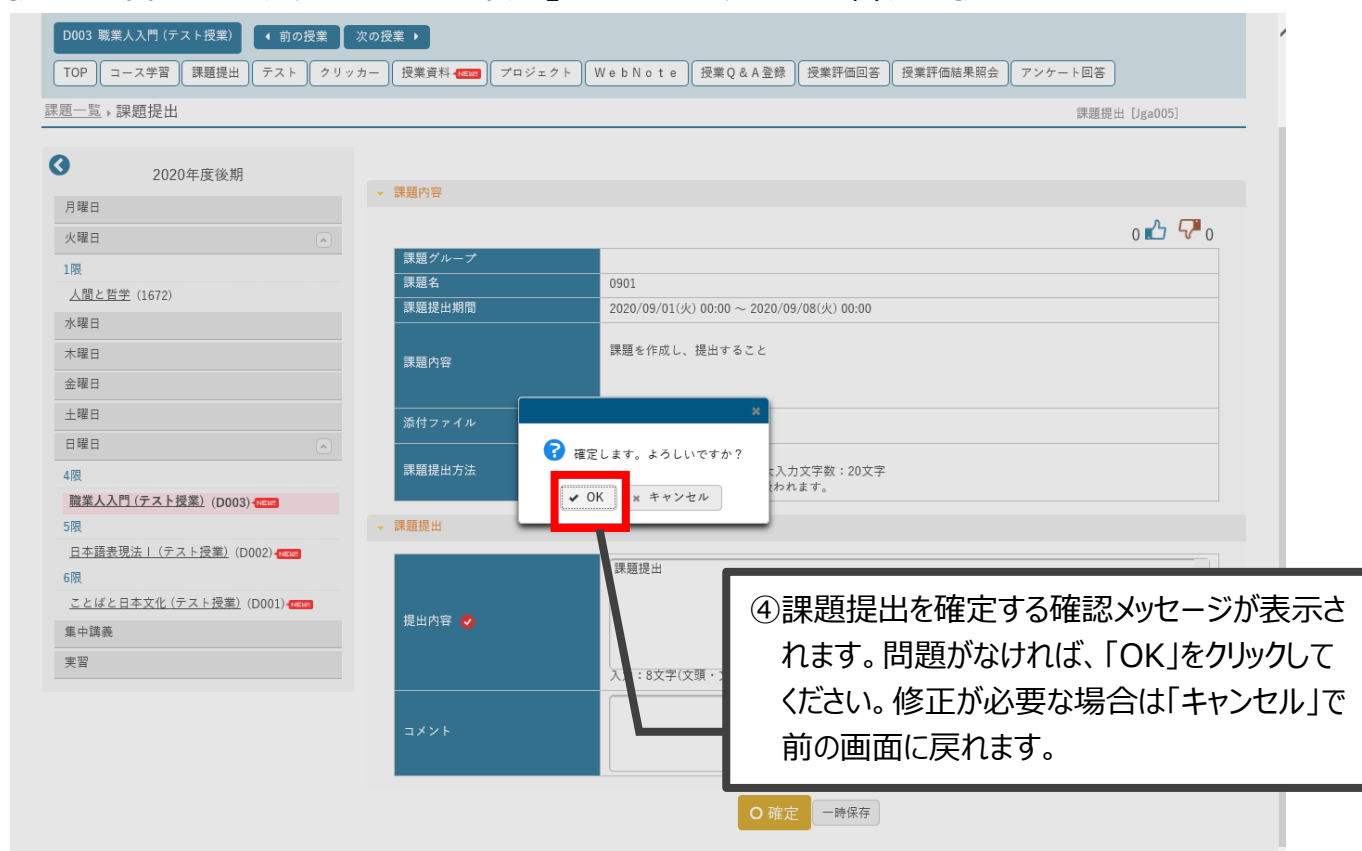 D003 職業人入門 (テスト授業) 前の授業 次の授業
TOP コース学習 課題提出 テスト クリッカー 授業資料 NEW!! プロジェクト WebNote 授業Q&A登録 授業評価回答 授業評価結果照会 アンケート回答
課題一覧 課題提出 課題提出 [Jga005]
2020年度後期
月曜日
火曜日
1限
人間と哲学 (1672)
水曜日
木曜日
金曜日
土曜日
日曜日
4限
職業人入門 (テスト授業) (D003) NEW!!
5限
日本語表現法Ⅰ (テスト授業) (D002) NEW!!
6限
ことばと日本文化 (テスト授業) (D001) NEW!!
集中講義
実習
課題内容
0 0
課題グループ
課題名 0901
課題提出期間 2020/09/01(火) 00:00 ~ 2020/09/08(火) 00:00
課題内容 課題を作成し、提出すること
添付ファイル
課題提出方法 入力文字数:20文字
われます。
確定します。よろしいですか?
OK キャンセル
課題提出
提出内容 課題提出
:8文字(文頭・
コメント
確定 一時保存
④課題提出を確定する確認メッセージが表示さ
れます。問題がなければ、「OK」をクリックして
ください。修正が必要な場合は「キャンセル」で
前の画面に戻れます。